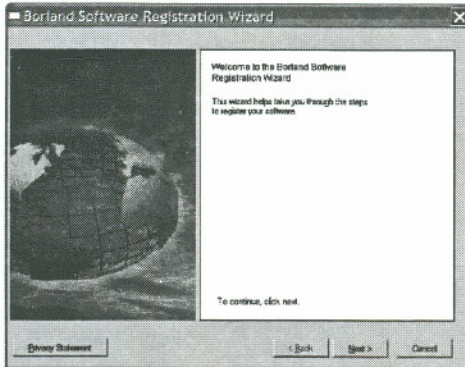 Borland Software Registration Wizard
Welcome to the Borland Software
Registration Wizard
This wizard helps take you through the steps
to register your software.
To continue, click next.
Privacy Statement
< Back
Next >
Cancel